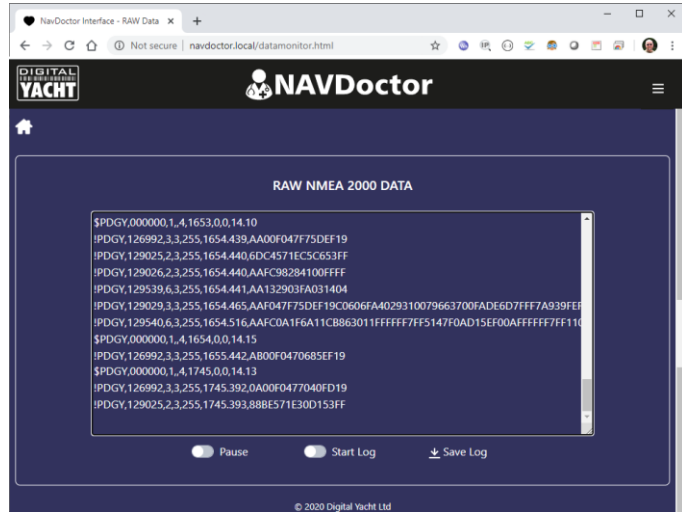 NavDoctor Interface - RAW Data
Not secure | navdoctor.local/datamonitor.html
DIGITAL
YACHT
NAVDoctor
RAW NMEA 2000 DATA
$PDGY,000000,1,,4,1653,0,0,14.10
!PDGY,126992,3,3,255,1654.439,AA00F047F75DEF19
!PDGY,129025,2,3,255,1654.440,6DC4571EC5C653FF
!PDGY,129026,2,3,255,1654.440,AAFC98284100FFFF
!PDGY,129539,6,3,255,1654.441,AA132903FA031404
!PDGY,129029,3,3,255,1654.465,AAF047F75DEF19C0606FA4029310079663700FADE6D7FFF7A939FEF
!PDGY,129540,6,3,255,1654.516,AAFC0A1F6A11CB863011FFFFFF7FF5147F0AD15EF00AFFFFFF7FF110
$PDGY,000000,1,,4,1654,0,0,14.15
!PDGY,126992,3,3,255,1655.442,AB00F0470685EF19
$PDGY,000000,1,,4,1745,0,0,14.13
!PDGY,126992,3,3,255,1745.392,0A00F0477040FD19
!PDGY,129025,2,3,255,1745.393,88BE571E30D153FF
Pause Start Log Save Log
© 2020 Digital Yacht Ltd